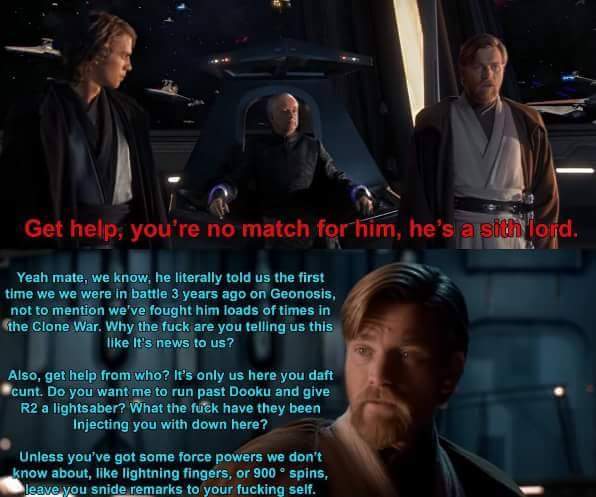 Get help, you're no match for him, he's a sith lord.
Yeah mate, we know, he literally told us the first
time we we were in battle 3 years ago on Geonosis,
not to mention we've fought him loads of times in
the Clone War. Why the fuck are you telling us this
like It's news to us?
Also, get help from who? It's only us here you daft
cunt. Do you want me to run past Dooku and give
R2 a lightsaber? What the fuck have they been
Injecting you with down here?
Unless you've got some force powers we don't
know about, like lightning fingers, or 900 ° spins,
leave you snide remarks to your fucking self.